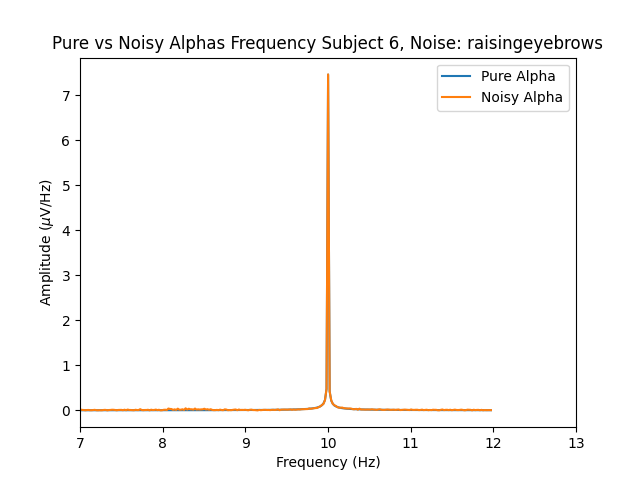 Pure vs Noisy Alphas Frequency Subject 6, Noise: raisingeyebrows
Pure Alpha
Noisy Alpha
Amplitude (μV/Hz)
7
6
5
4
3
2
1
0
7 8 9 10 11 12 13
Frequency (Hz)